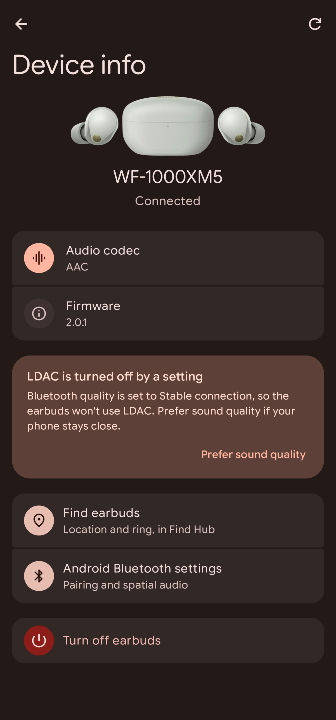 Device info
WF-1000XM5
Connected
Audio codec
AAC
Firmware
2.0.1
LDAC is turned off by a setting
Bluetooth quality is set to Stable connection, so the
earbuds won't use LDAC. Prefer sound quality if your
phone stays close.
Prefer sound quality
Find earbuds
Location and ring, in Find Hub
Android Bluetooth settings
Pairing and spatial audio
Turn off earbuds